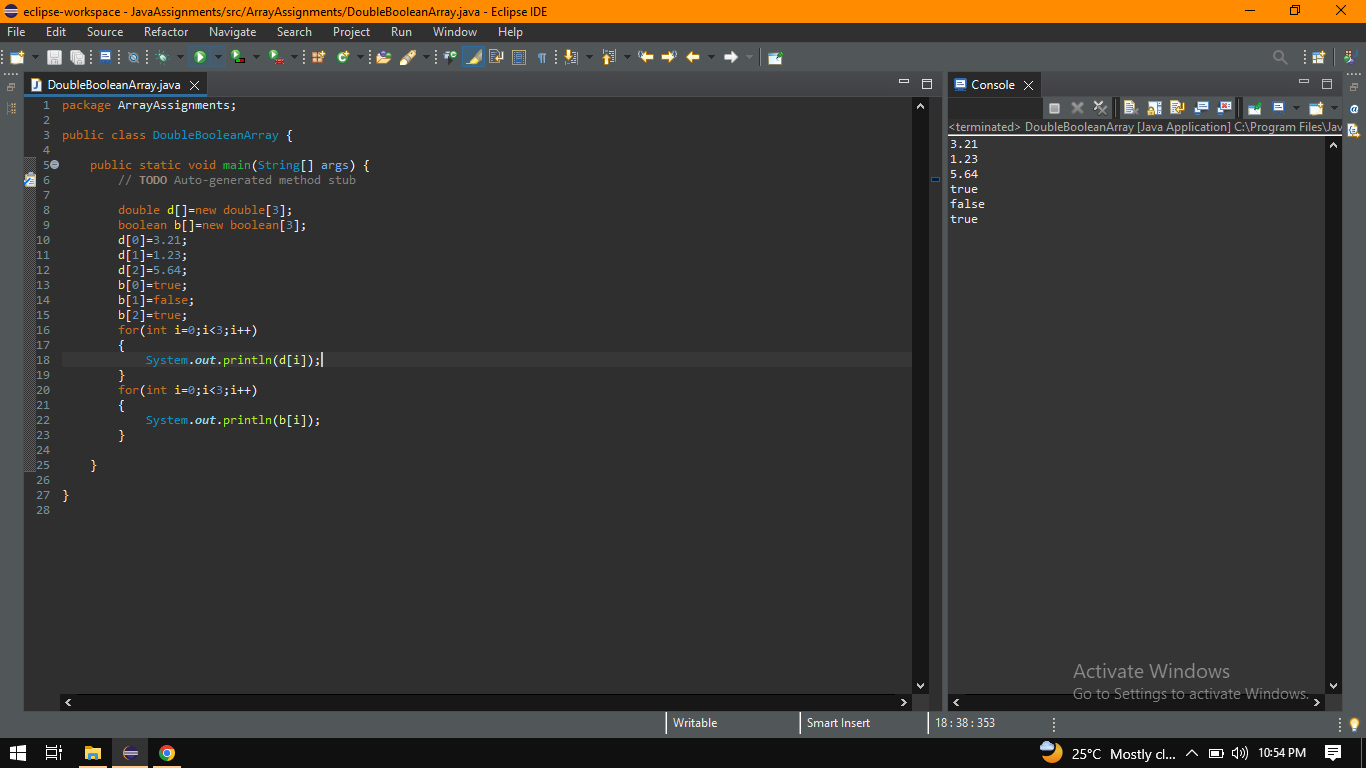 eclipse-workspace - JavaAssignments/src/ArrayAssignments/DoubleBooleanArray.java - Eclipse IDE
File Edit Source Refactor Navigate Search Project Run Window Help
DoubleBooleanArray.java
1 package ArrayAssignments;
2
3 public class DoubleBooleanArray {
4
5 public static void main(String[] args) {
6 // TODO Auto-generated method stub
7
8 double d[]=new double[3];
9 boolean b[]=new boolean[3];
10 d[0]=3.21;
11 d[1]=1.23;
12 d[2]=5.64;
13 b[0]=true;
14 b[1]=false;
15 b[2]=true;
16 for(int i=0;i<3;i++)
17 {
18 System.out.println(d[i]);
19 }
20 for(int i=0;i<3;i++)
21 {
22 System.out.println(b[i]);
23 }
24
25 }
26
27 }
28
Console
<terminated> DoubleBooleanArray [Java Application] C:\Program Files\Jav
3.21
1.23
5.64
true
false
true
Activate Windows
Go to Settings to activate Windows.
Writable Smart Insert 18 : 38 : 353
25°C Mostly cl... 10:54 PM